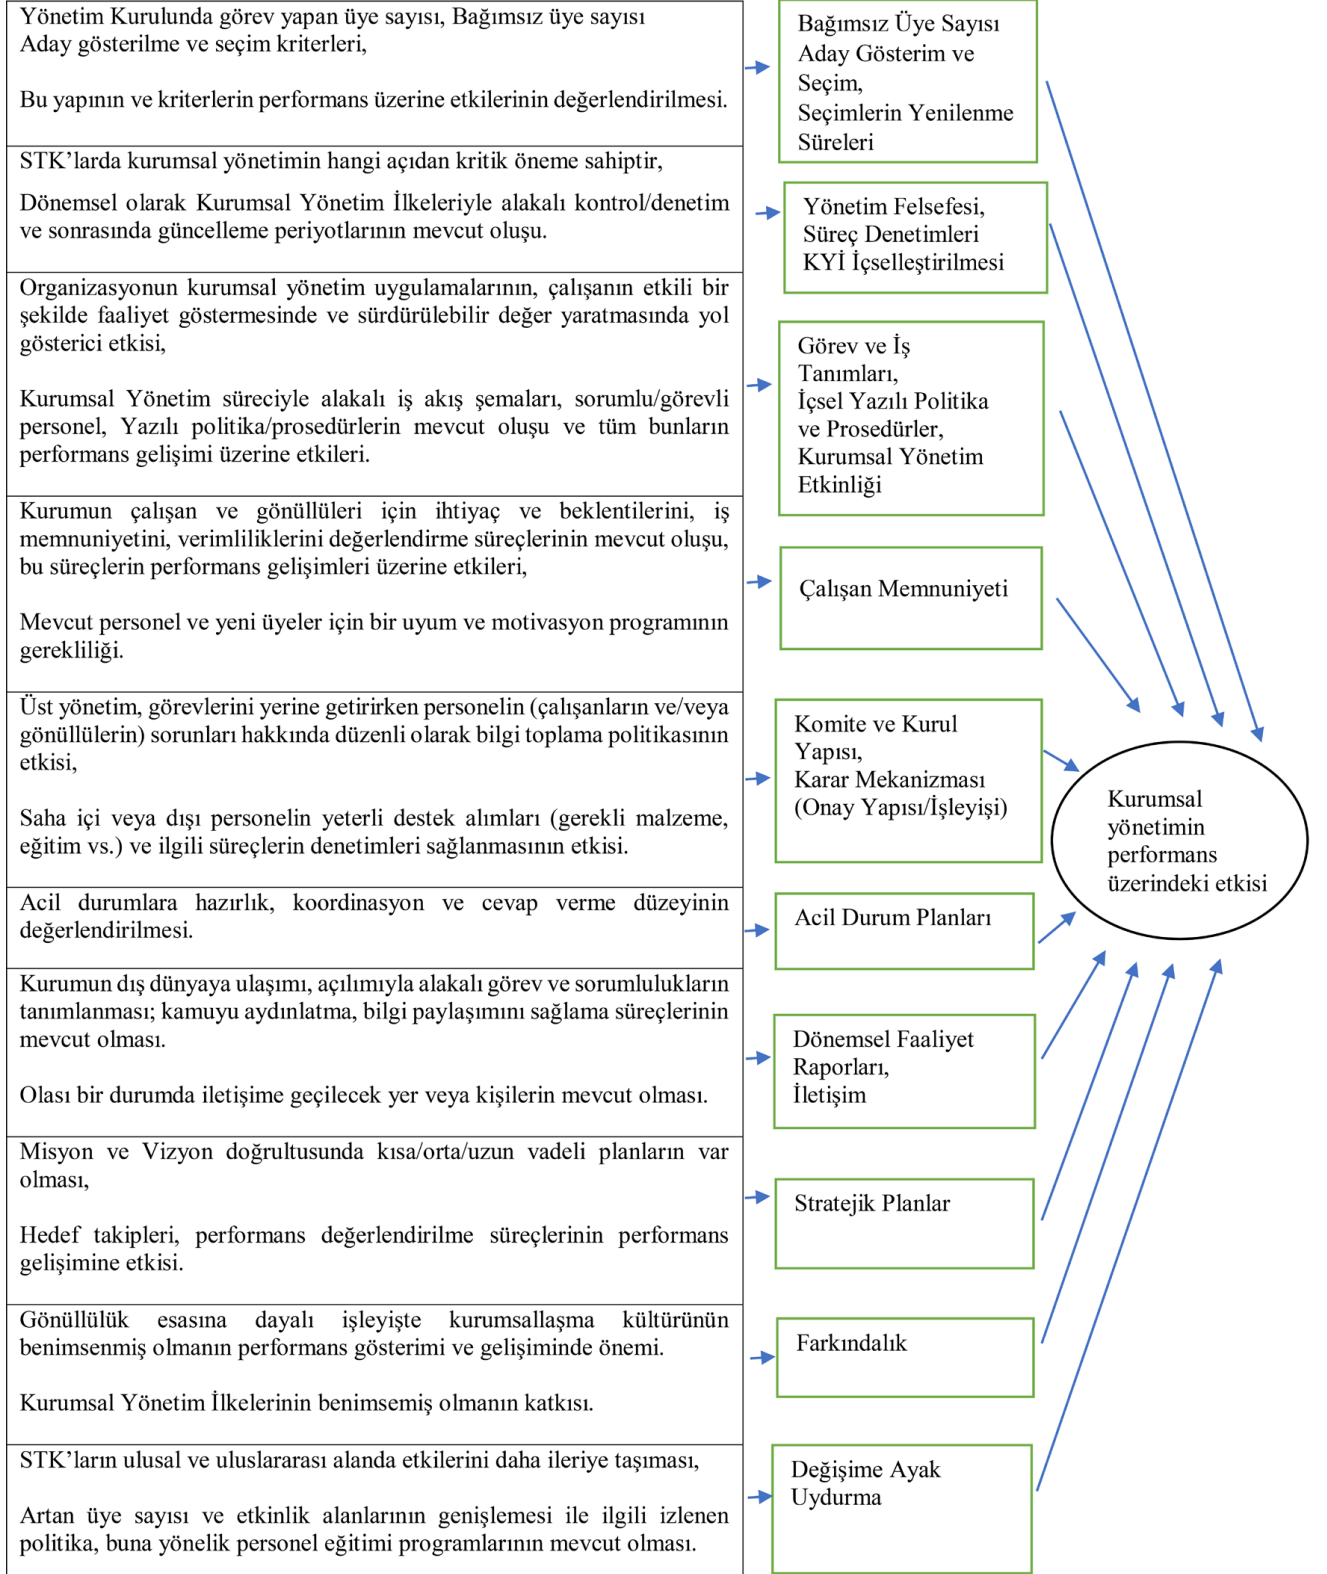 Yönetim Kurulunda görev yapan üye sayısı, Bağımsız üye sayısı
Aday gösterilme ve seçim kriterleri,
Bu yapının ve kriterlerin performans üzerine etkilerinin değerlendirilmesi.
Bağımsız Üye Sayısı
Aday Gösterim ve
Seçim,
Seçimlerin Yenilenme
Süreleri
STK’larda kurumsal yönetimin hangi açıdan kritik öneme sahiptir,
Dönemsel olarak Kurumsal Yönetim İlkeleriyle alakalı kontrol/denetim
ve sonrasında güncelleme periyotlarının mevcut oluşu.
Yönetim Felsefesi,
Süreç Denetimleri
KYİ İçselleştirilmesi
Organizasyonun kurumsal yönetim uygulamalarının, çalışanın etkili bir
şekilde faaliyet göstermesinde ve sürdürülebilir değer yaratmasında yol
gösterici etkisi,
Kurumsal Yönetim süreciyle alakalı iş akış şemaları, sorumlu/görevli
personel, Yazılı politika/prosedürlerin mevcut oluşu ve tüm bunların
performans gelişimi üzerine etkileri.
Görev ve İş
Tanımları,
İçsel Yazılı Politika
ve Prosedürler,
Kurumsal Yönetim
Etkinliği
Kurumun çalışan ve gönüllüleri için ihtiyaç ve beklentilerini, iş
memnuniyetini, verimliliklerini değerlendirme süreçlerinin mevcut oluşu,
bu süreçlerin performans gelişimleri üzerine etkileri,
Mevcut personel ve yeni üyeler için bir uyum ve motivasyon programının
gerekliliği.
Çalışan Memnuniyeti
Üst yönetim, görevlerini yerine getirirken personelin (çalışanların ve/veya
gönüllülerin) sorunları hakkında düzenli olarak bilgi toplama politikasının
etkisi,
Saha içi veya dışı personelin yeterli destek alımları (gerekli malzeme,
eğitim vs.) ve ilgili süreçlerin denetimleri sağlanmasının etkisi.
Komite ve Kurul
Yapısı,
Karar Mekanizması
(Onay Yapısı/İşleyişi)
Kurumsal
yönetimin
performans
üzerindeki etkisi
Acil durumlara hazırlık, koordinasyon ve cevap verme düzeyinin
değerlendirilmesi.
Acil Durum Planları
Kurumun dış dünyaya ulaşımı, açılımıyla alakalı görev ve sorumlulukların
tanımlanması; kamuyu aydınlatma, bilgi paylaşımını sağlama süreçlerinin
mevcut olması.
Olası bir durumda iletişime geçilecek yer veya kişilerin mevcut olması.
Dönemsel Faaliyet
Raporları,
İletişim
Misyon ve Vizyon doğrultusunda kısa/orta/uzun vadeli planların var
olması,
Hedef takipleri, performans değerlendirilme süreçlerinin performans
gelişimine etkisi.
Stratejik Planlar
Gönüllülük esasına dayalı işleyişte kurumsallaşma kültürünün
benimsenmiş olmanın performans gösterimi ve gelişiminde önemi.
Kurumsal Yönetim İlkelerinin benimsemiş olmanın katkısı.
Farkındalık
STK’ların ulusal ve uluslararası alanda etkilerini daha ileriye taşıması,
Artan üye sayısı ve etkinlik alanlarının genişlemesi ile ilgili izlenen
politika, buna yönelik personel eğitimi programlarının mevcut olması.
Değişime Ayak
Uydurma